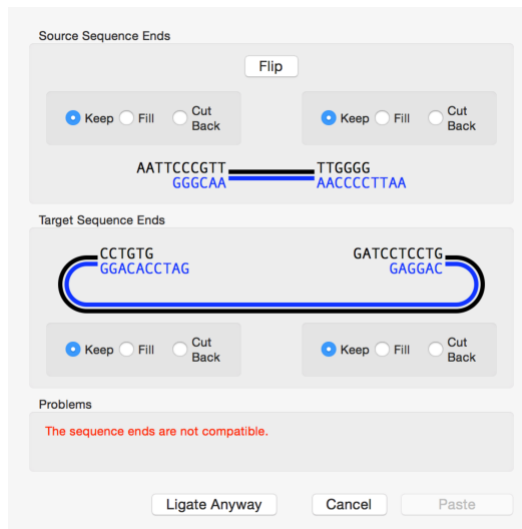 Source Sequence Ends
Flip
Keep Fill Cut Back Keep Fill Cut Back
AATTCCCGTT TTGGGG
GGGCAA AACCCCTTAA
Target Sequence Ends
CCTGTG GATCCTCCTG
GGACACCTAG GAGGAC
Keep Fill Cut Back Keep Fill Cut Back
Problems
The sequence ends are not compatible.
Ligate Anyway Cancel Paste